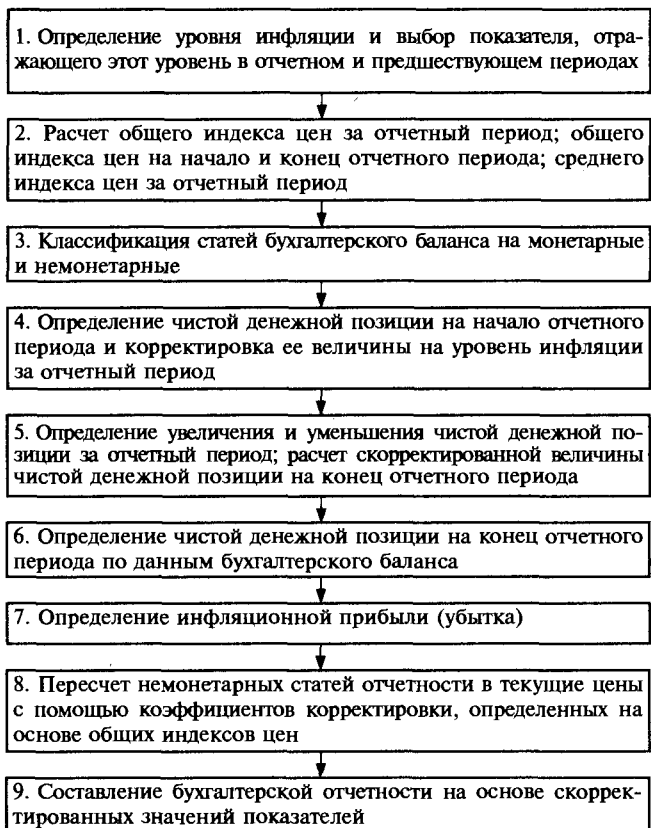 1. Определение уровня инфляции и выбор показателя, отра-
жающего этот уровень в отчетном и предшествующем периодах
2. Расчет общего индекса цен за отчетный период; общего
индекса цен на начало и конец отчетного периода; среднего
индекса цен за отчетный период
3. Классификация статей бухгалтерского баланса на монетарные
и немонетарные
4. Определение чистой денежной позиции на начало отчетного
периода и корректировка ее величины на уровень инфляции
за отчетный период
5. Определение увеличения и уменьшения чистой денежной по-
зиции за отчетный период; расчет скорректированной величины
чистой денежной позиции на конец отчетного периода
6. Определение чистой денежной позиции на конец отчетного
периода по данным бухгалтерского баланса
7. Определение инфляционной прибыли (убытка)
8. Пересчет немонетарных статей отчетности в текущие цены
с помощью коэффициентов корректировки, определенных на
основе общих индексов цен
9. Составление бухгалтерской отчетности на основе скоррек-
тированных значений показателей